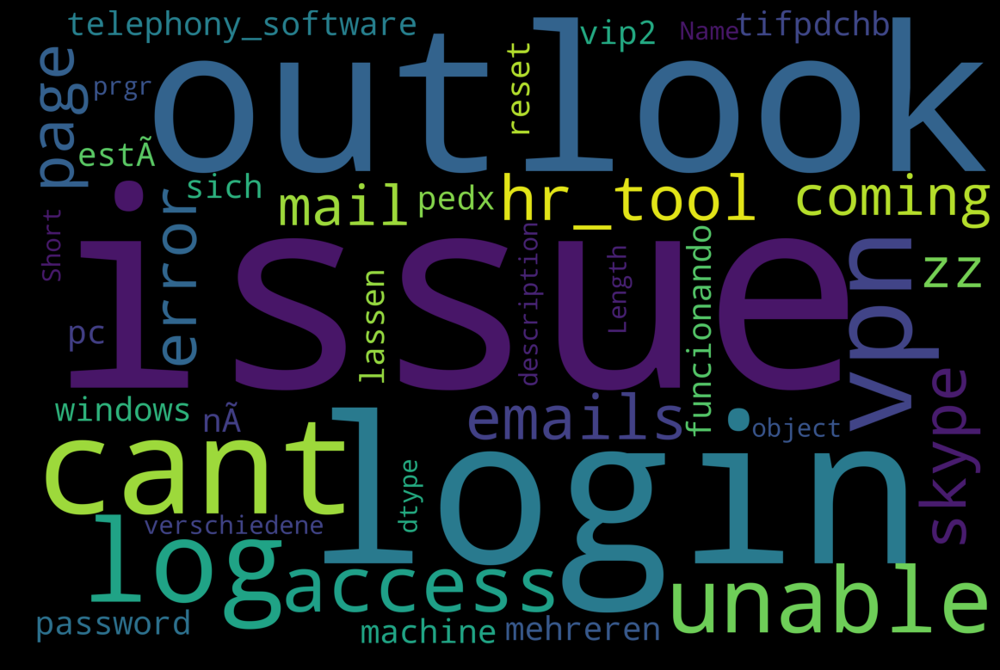 telephony_software
vip2
Name
tifpdchb
outlook
page
prgr
reset
estÃ
sich
mail
pedx
hr_tool
coming
issue
Short
error
lassen
description
Length
funcionando
vpn
zz
pc
windows
nÃ
emails
object
skype
cant
login
dtype
verschiedene
log
access
unable
password
machine
mehreren